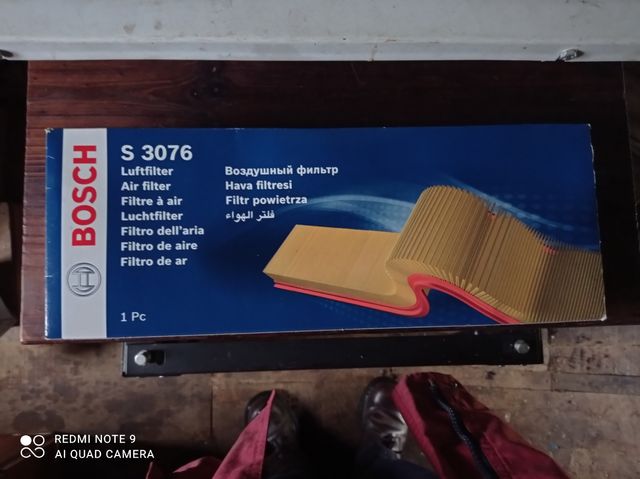 BOSCH
S 3076
Luftfilter
Air filter
Filtre à air
Luchtfilter
Filtro dell'aria
Filtro de aire
Filtro de ar
Воздушный фильтр
Hava filtresi
Filtr powietrza
فلتر الهواء
1 Pc
REDMI NOTE 9
AI QUAD CAMERA